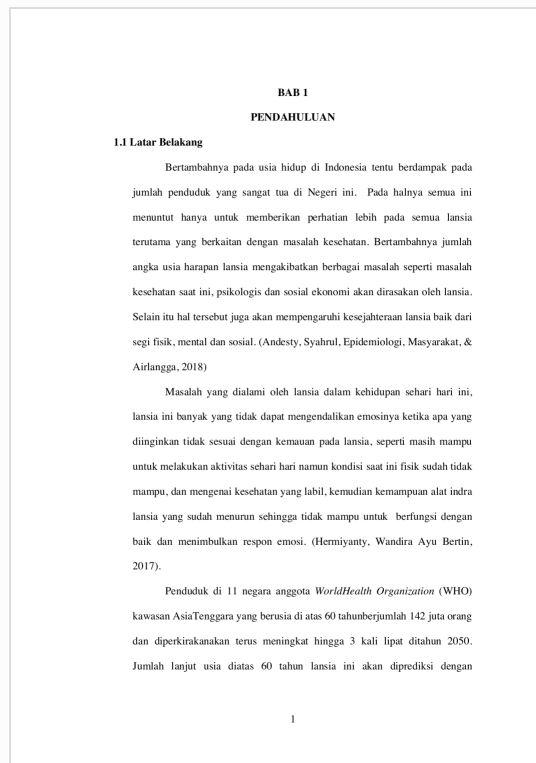 BAB 1
PENDAHULUAN
1.1 Latar Belakang
Bertambahnya pada usia hidup di Indonesia tentu berdampak pada
jumlah penduduk yang sangat tua di Negeri ini. Pada halnya semua ini
menuntut hanya untuk memberikan perhatian lebih pada semua lansia
terutama yang berkaitan dengan masalah kesehatan. Bertambahnya jumlah
angka usia harapan lansia mengakibatkan berbagai masalah seperti masalah
kesehatan saat ini, psikologis dan sosial ekonomi akan dirasakan oleh lansia.
Selain itu hal tersebut juga akan mempengaruhi kesejahteraan lansia baik dari
segi fisik, mental dan sosial. (Andesty, Syahrul, Epidemiologi, Masyarakat, &
Airlangga, 2018)
Masalah yang dialami oleh lansia dalam kehidupan sehari hari ini,
lansia ini banyak yang tidak dapat mengendalikan emosinya ketika apa yang
diinginkan tidak sesuai dengan kemauan pada lansia, seperti masih mampu
untuk melakukan aktivitas sehari hari namun kondisi saat ini fisik sudah tidak
mampu, dan mengenai kesehatan yang labil, kemudian kemampuan alat indra
lansia yang sudah menurun sehingga tidak mampu untuk berfungsi dengan
baik dan menimbulkan respon emosi. (Hermiyanty, Wandira Ayu Bertin,
2017).
Penduduk di 11 negara anggota WorldHealth Organization (WHO)
kawasan AsiaTenggara yang berusia di atas 60 tahunberjumlah 142 juta orang
dan diperkirakanakan terus meningkat hingga 3 kali lipat ditahun 2050.
Jumlah lanjut usia diatas 60 tahun lansia ini akan diprediksi dengan
1